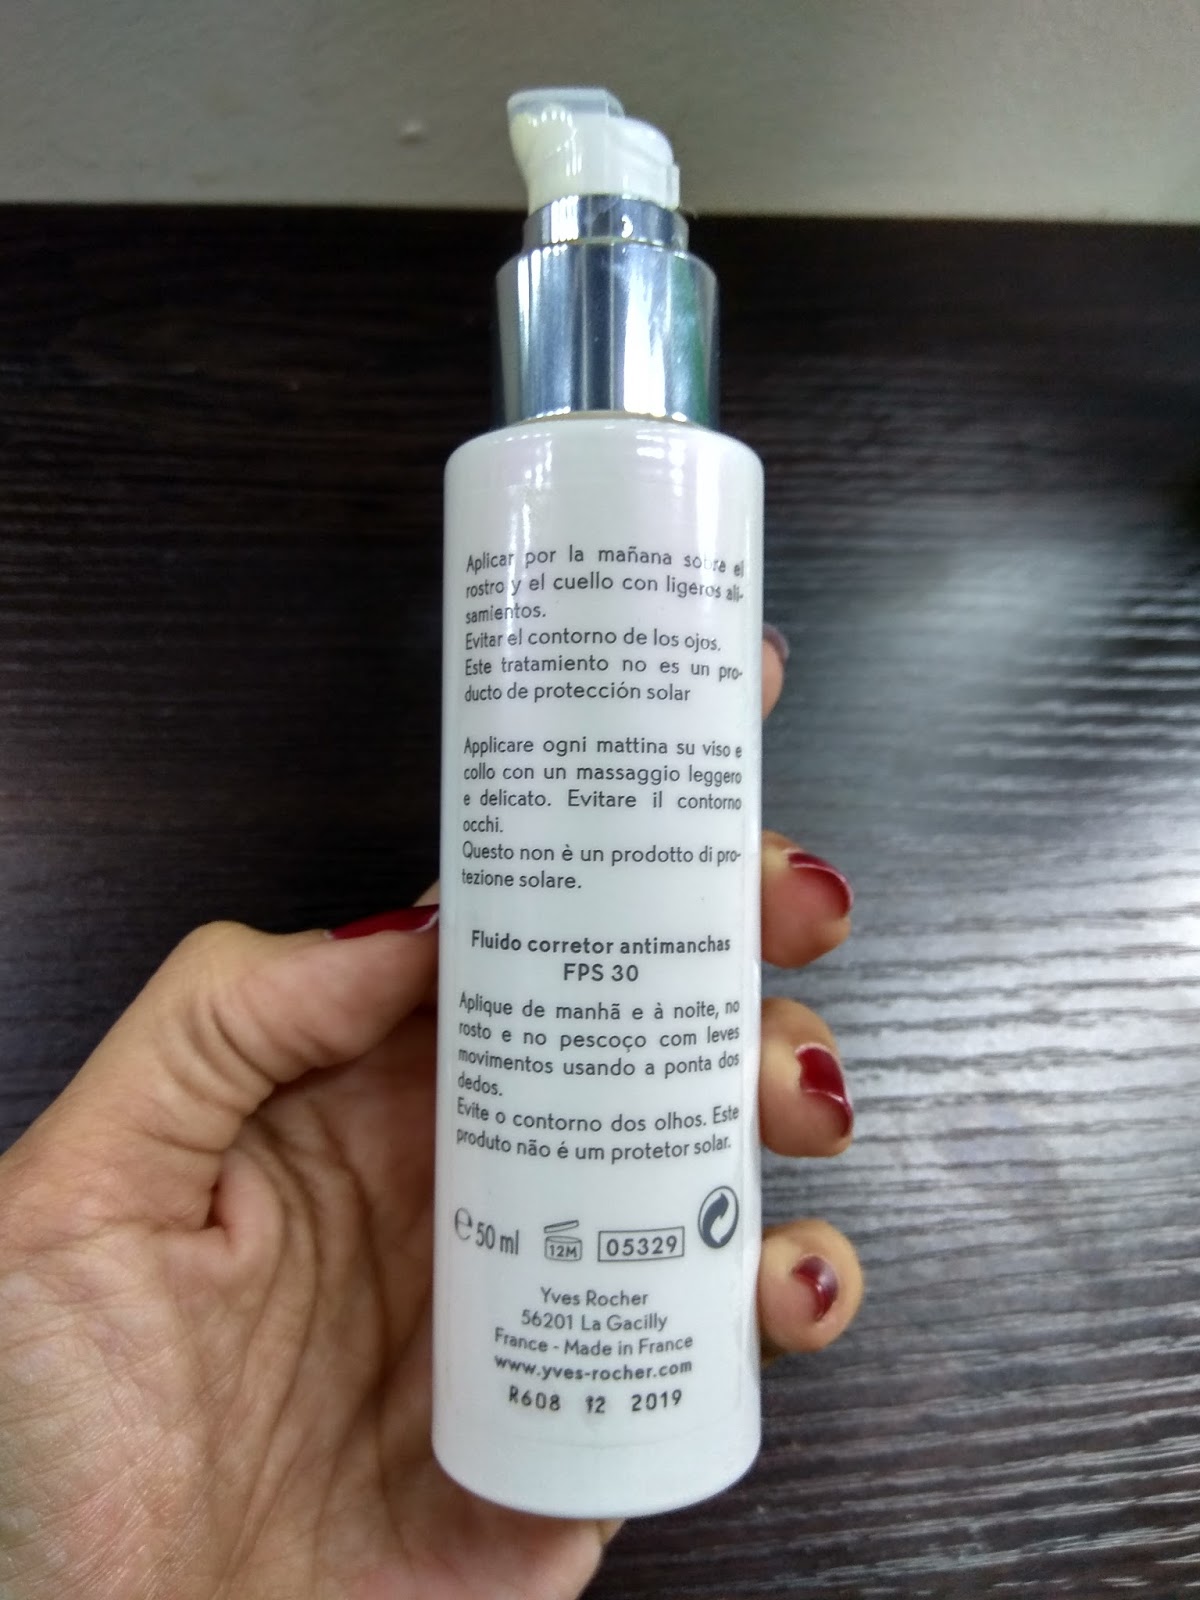 Aplicar por la mañana sobre el
rostro y el cuello con ligeros ali-
samientos.
Evitar el contorno de los ojos.
Este tratamiento no es un pro-
ducto de protección solar
Applicare ogni mattina su viso e
collo con un massaggio leggero
e delicato. Evitare il contorno
occhi.
Questo non è un prodotto di pro-
tezione solare.
Fluido corretor antimanchas
FPS 30
Aplique de manhã e à noite, no
rosto e no pescoço com leves
movimentos usando a ponta dos
dedos.
Evite o contorno dos olhos. Este
produto não é um protetor solar.
℮ 50 ml 12M 05329
Yves Rocher
56201 La Gacilly
France - Made in France
www.yves-rocher.com
R608 12 2019